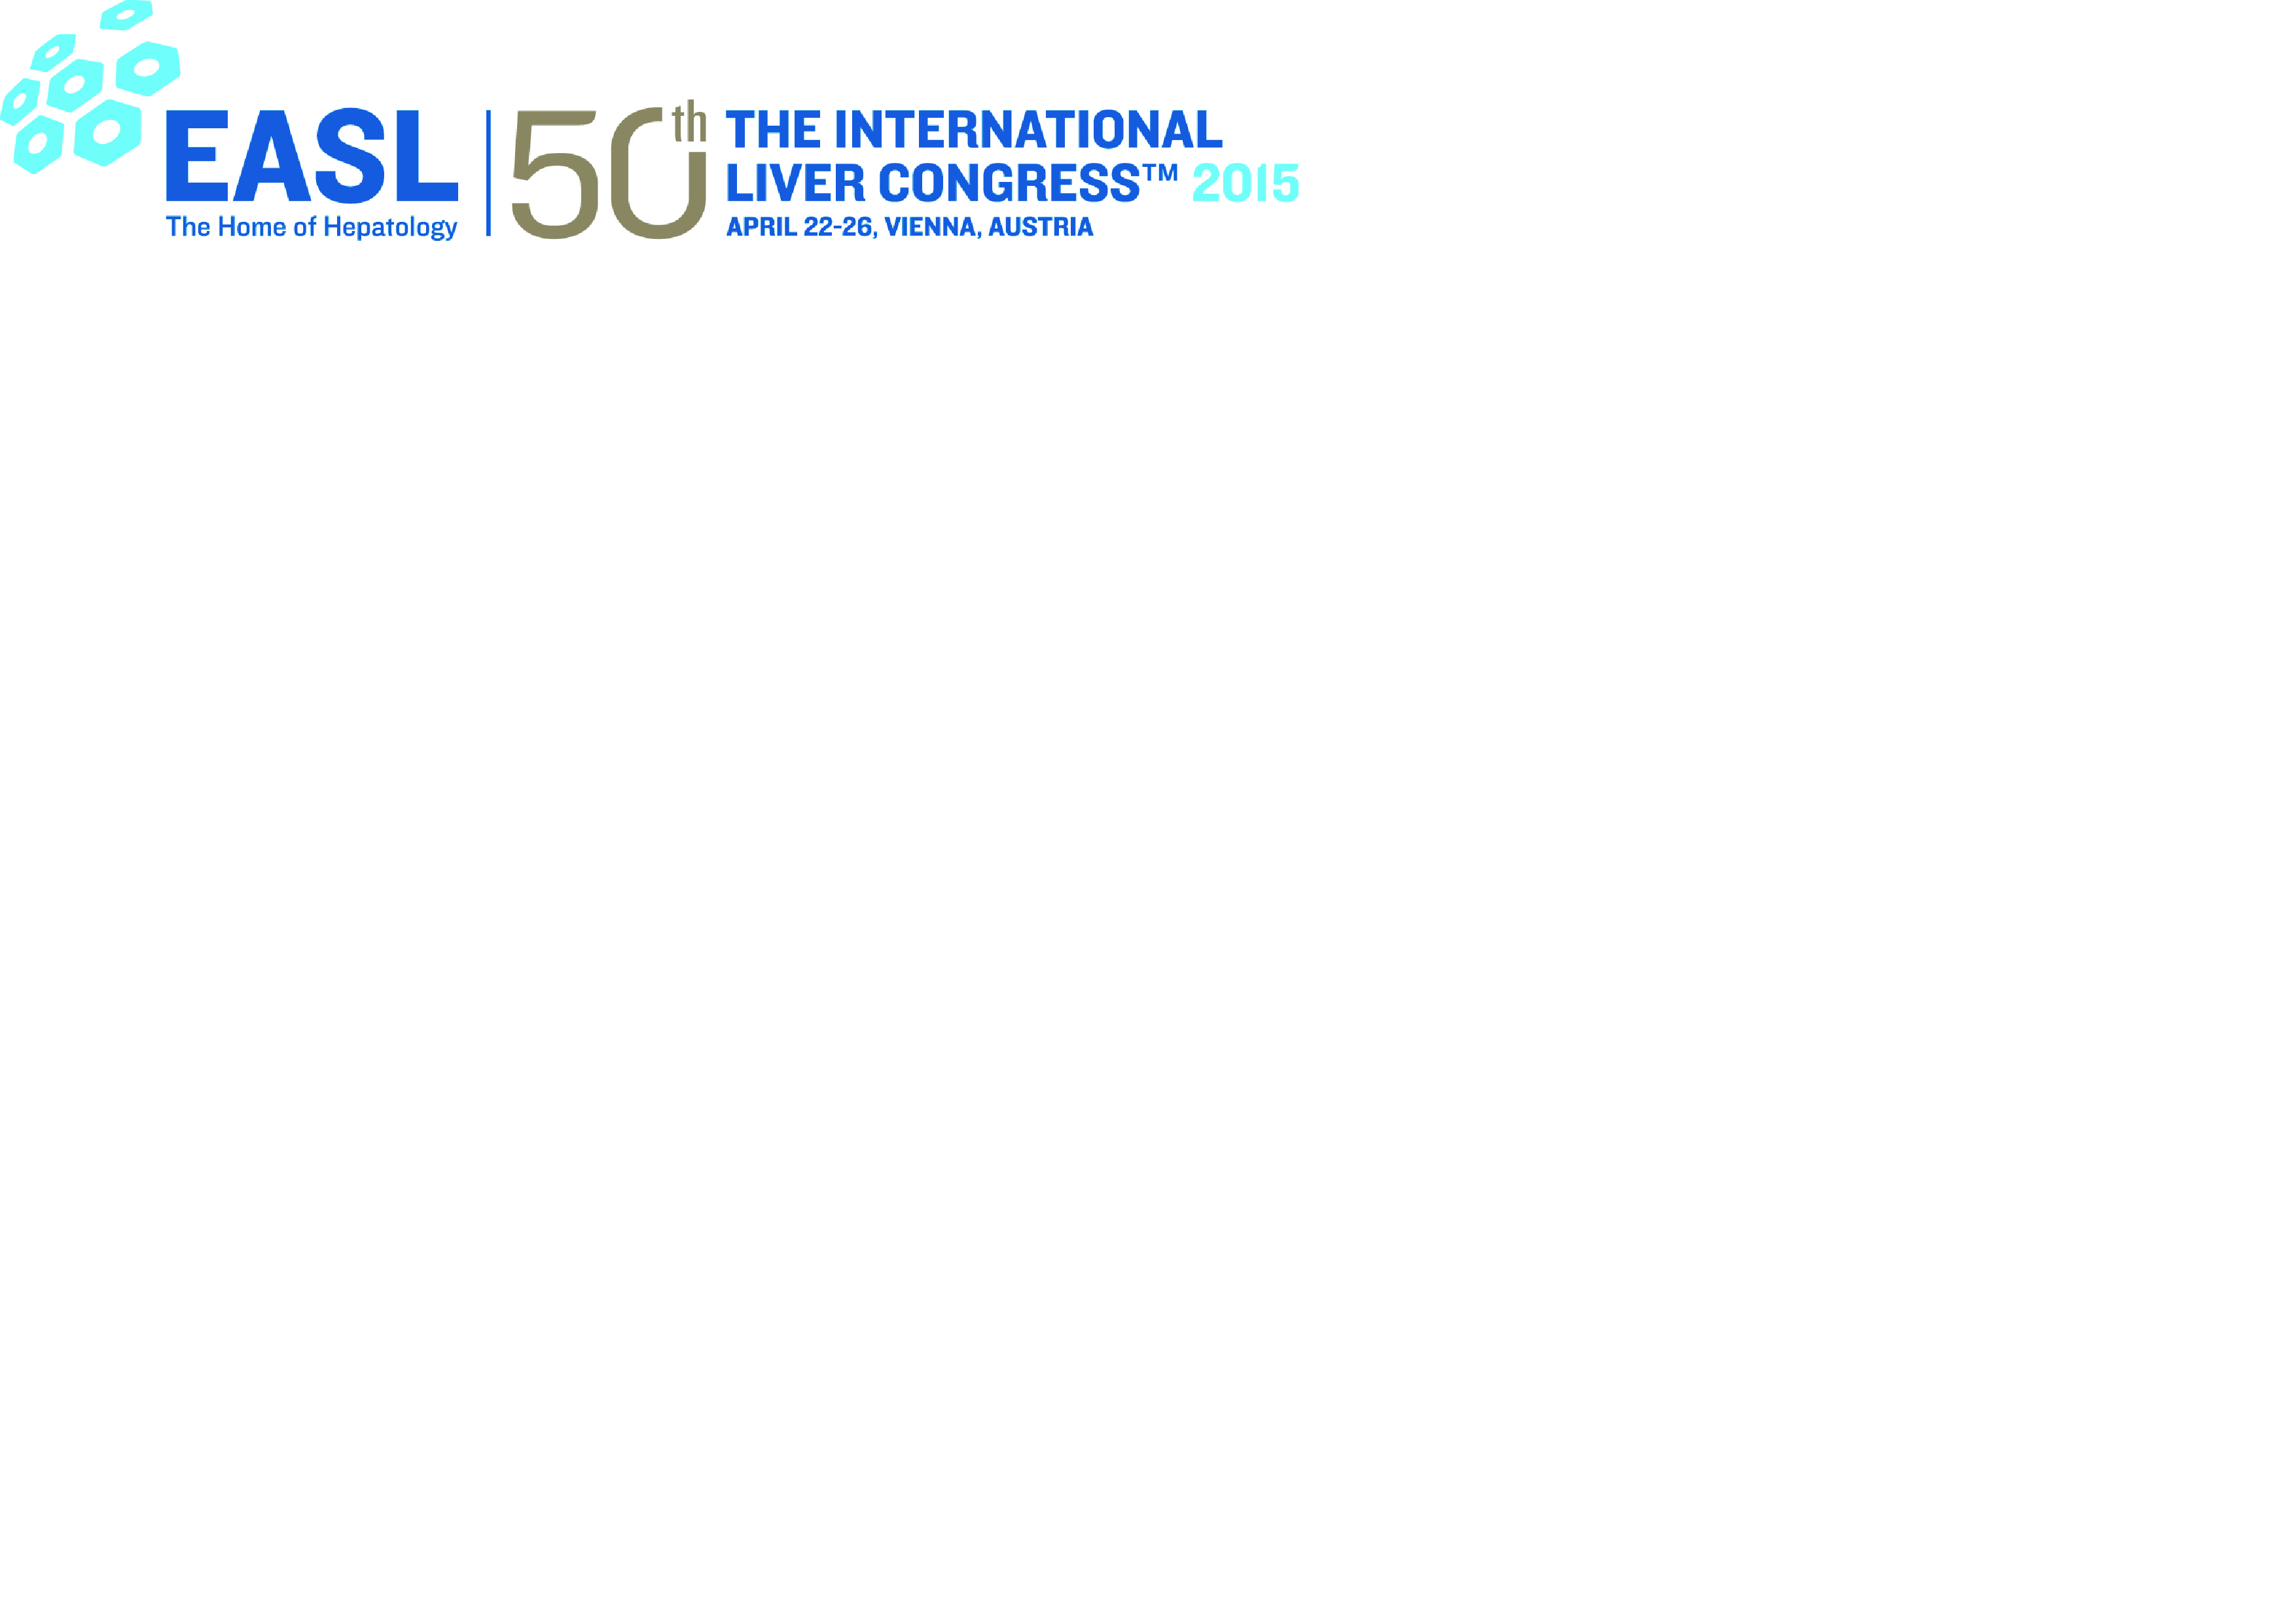 EASL
The Home of Hepatology
50th
THE INTERNATIONAL
LIVER CONGRESS™ 2015
APRIL 22-26, VIENNA, AUSTRIA